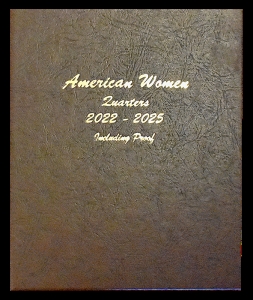 American Women
Quarters
2022 - 2025
Including Proof